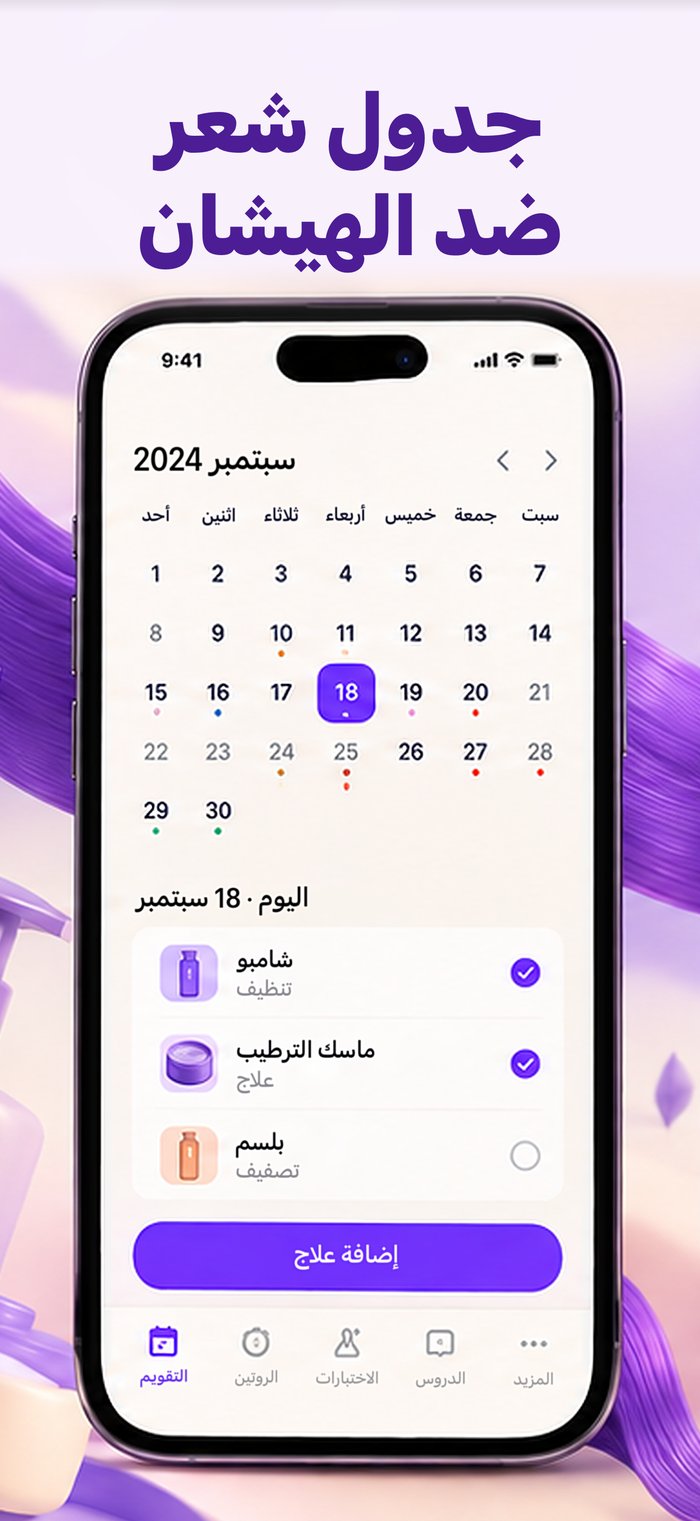 جدول شعر
ضد الهيشان
9:41
سبتمبر 2024
أحد اثنين ثلاثاء أربعاء خميس جمعة سبت
1 2 3 4 5 6 7
8 9 10 11 12 13 14
15 16 17 18 19 20 21
22 23 24 25 26 27 28
29 30
اليوم · 18 سبتمبر
شامبو
تنظيف
ماسك الترطيب
علاج
بلسم
تصفيف
إضافة علاج
التقويم الروتين الاختبارات الدروس المزيد